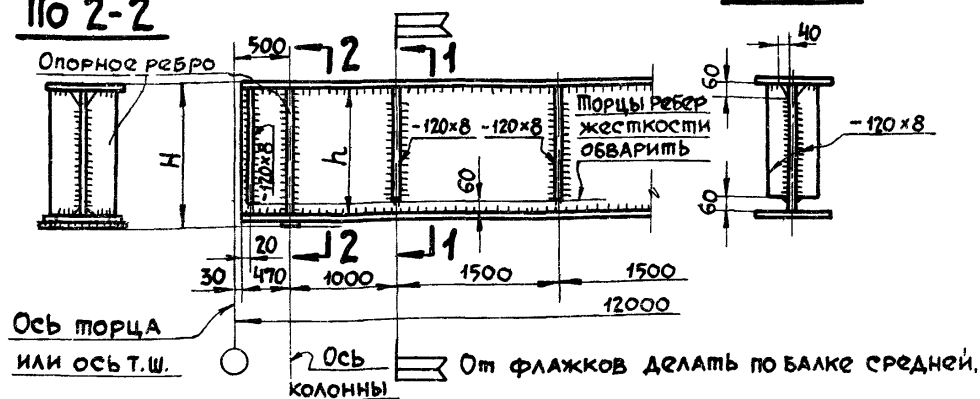 По 2-2
Опорное ребро
500
2
1
40
60
Торцы ребер
жесткости
обварить
-120×8
-120×8
-120×8
-120×8
H
h
60
60
2
1
20
30
470
1000
1500
1500
12000
Ось торца
или ось т.ш.
Ось
колонны
От флажков делать по балке средней.